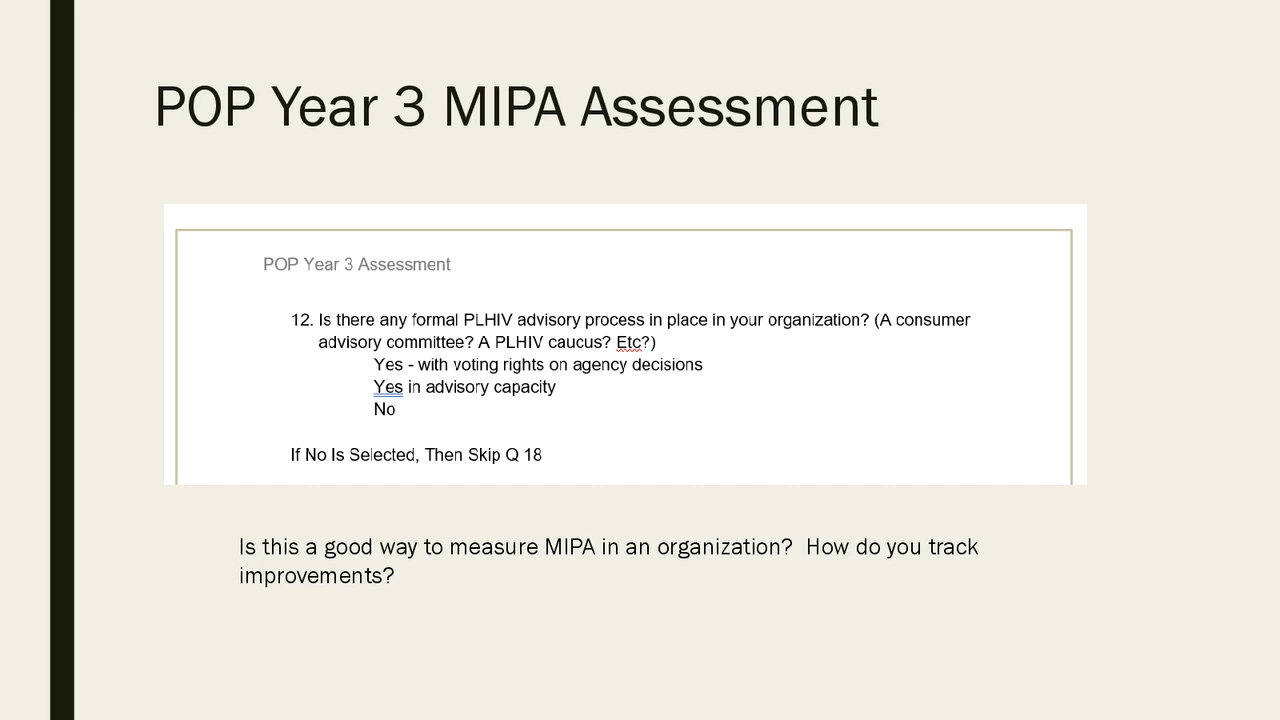 POP Year 3 MIPA Assessment
POP Year 3 Assessment
12. Is there any formal PLHIV advisory process in place in your organization? (A consumer
advisory committee? A PLHIV caucus? Etc?)
Yes - with voting rights on agency decisions
Yes in advisory capacity
No
If No Is Selected, Then Skip Q 18
Is this a good way to measure MIPA in an organization?  How do you track
improvements?